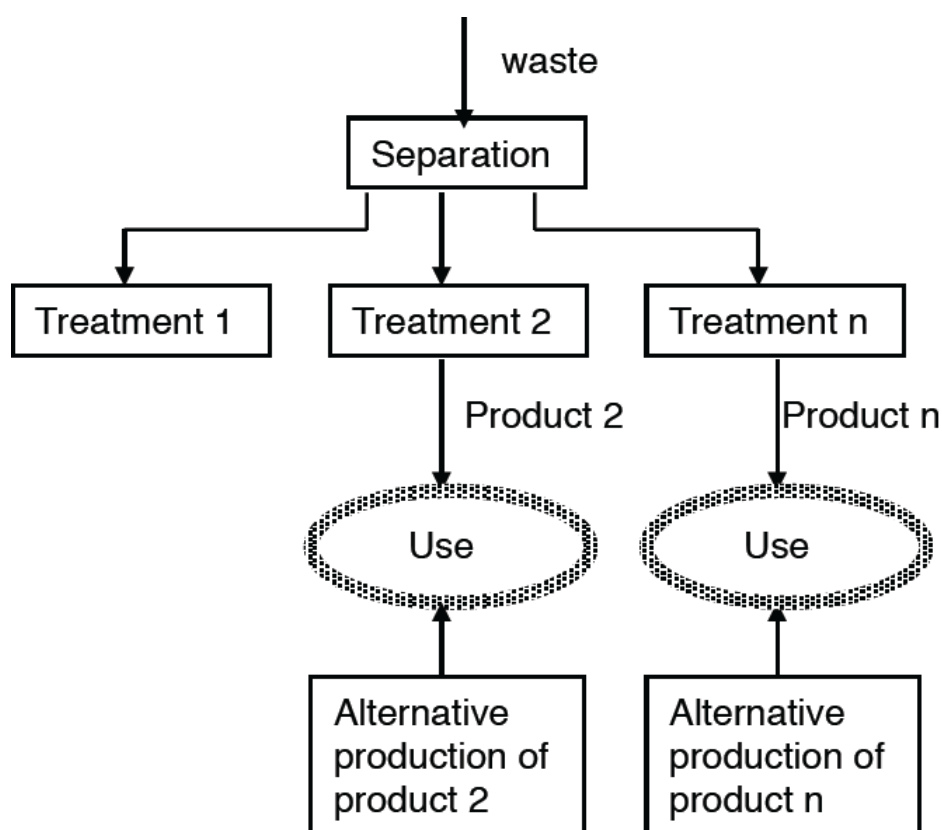 waste
Separation
Treatment 1
Treatment 2
Treatment n
Product 2
Product n
Use
Use
Alternative
production of
product 2
Alternative
production of
product n